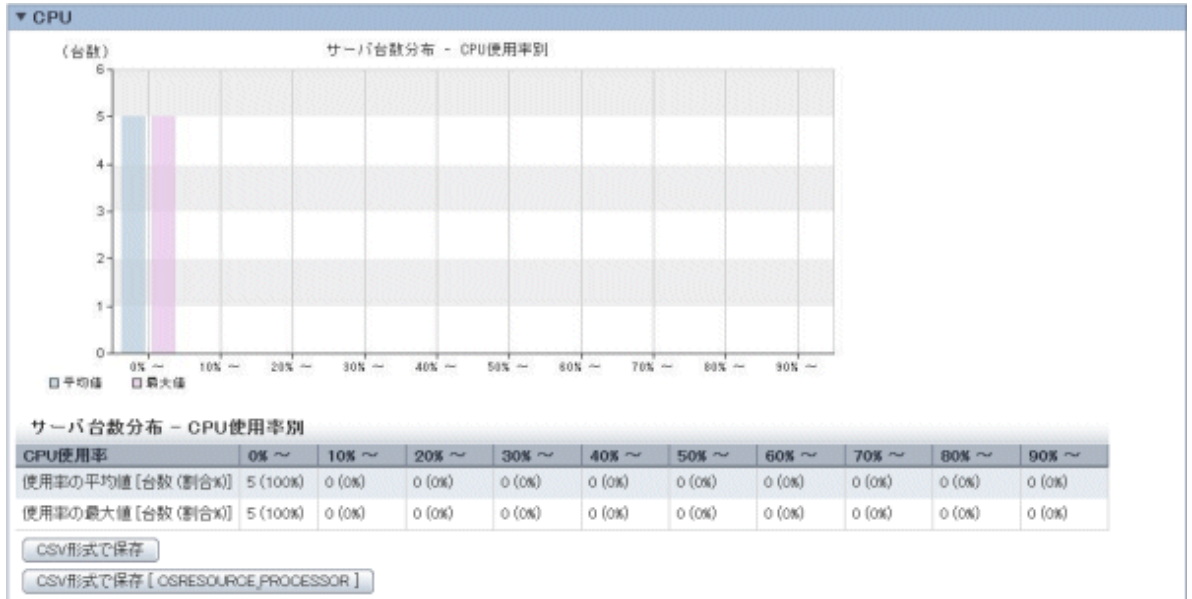 ▼ CPU
(台数)
サーバ台数分布 - CPU使用率別
6
5
4
3
2
1
0
0% ～ 10% ～ 20% ～ 30% ～ 40% ～ 50% ～ 60% ～ 70% ～ 80% ～ 90% ～
平均値 最大値
サーバ台数分布 - CPU使用率別
CPU使用率 0% ～ 10% ～ 20% ～ 30% ～ 40% ～ 50% ～ 60% ～ 70% ～ 80% ～ 90% ～
使用率の平均値 [台数 (割合%)] 5 (100%) 0 (0%) 0 (0%) 0 (0%) 0 (0%) 0 (0%) 0 (0%) 0 (0%) 0 (0%) 0 (0%)
使用率の最大値 [台数 (割合%)] 5 (100%) 0 (0%) 0 (0%) 0 (0%) 0 (0%) 0 (0%) 0 (0%) 0 (0%) 0 (0%) 0 (0%)
CSV形式で保存
CSV形式で保存 [ OSRESOURCE_PROCESSOR ]